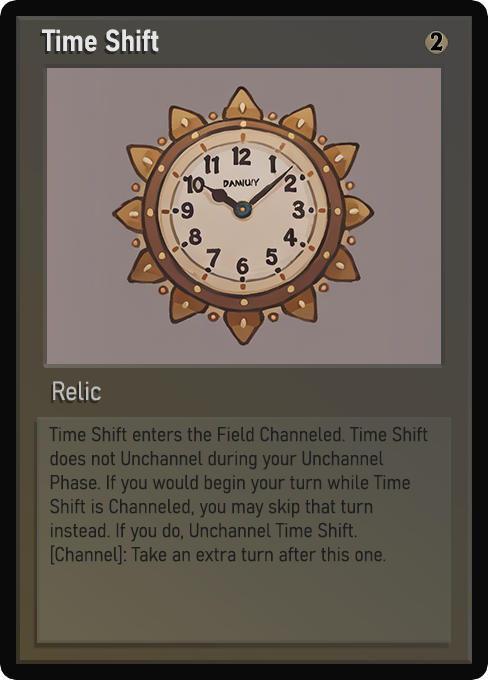 Time Shift
2
12
11
1
10
2
9
3
8
4
7
5
6
Relic
Time Shift enters the Field Channeled. Time Shift
does not Unchannel during your Unchannel
Phase. If you would begin your turn while Time
Shift is Channeled, you may skip that turn
instead. If you do, Unchannel Time Shift.
[Channel]: Take an extra turn after this one.